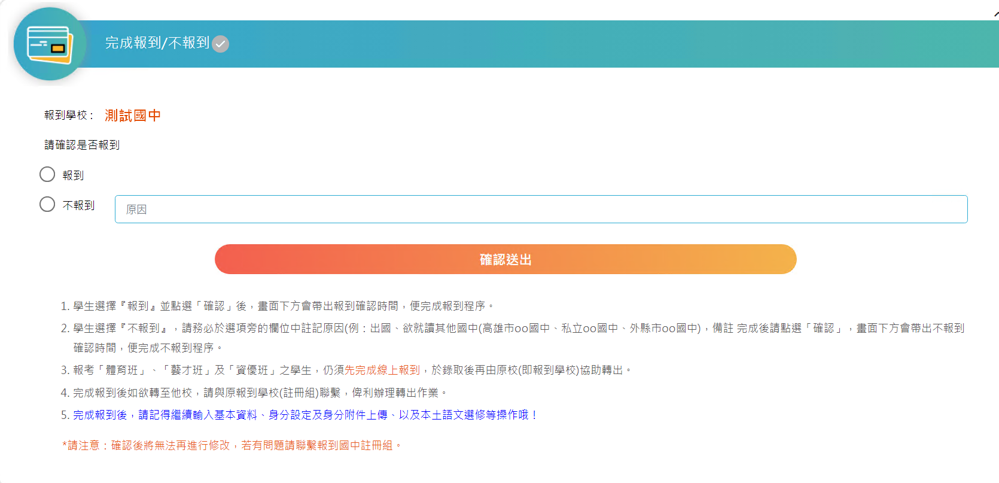 完成報到/不報到
報到學校： 測試國中
請確認是否報到
報到
不報到 原因
確認送出
1. 學生選擇『報到』並點選「確認」後，畫面下方會帶出報到確認時間，便完成報到程序。
2. 學生選擇『不報到』，請務必於選項旁的欄位中註記原因(例：出國、欲就讀其他國中(高雄市oo國中、私立oo國中、外縣市oo國中)，備註 完成後請點選「確認」，畫面下方會帶出不報到
確認時間，便完成不報到程序。
3. 報考「體育班」、「藝才班」及「資優班」之學生，仍須先完成線上報到，於錄取後再由原校(即報到學校)協助轉出。
4. 完成報到後如欲轉至他校，請與原報到學校(註冊組)聯繫，俾利辦理轉出作業。
5. 完成報到後，請記得繼續輸入基本資料、身分設定及身分附件上傳、以及本土語文選修等操作哦！
*請注意：確認後將無法再進行修改，若有問題請聯繫報到國中註冊組。